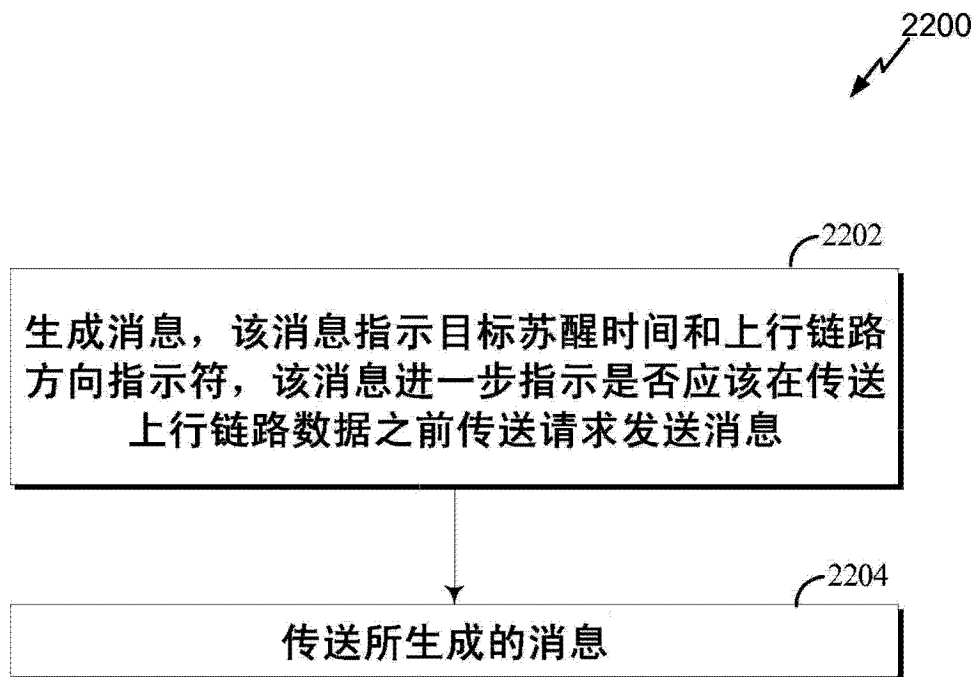 2200
2202
生成消息，该消息指示目标苏醒时间和上行链路
方向指示符，该消息进一步指示是否应该在传送
上行链路数据之前传送请求发送消息
2204
传送所生成的消息